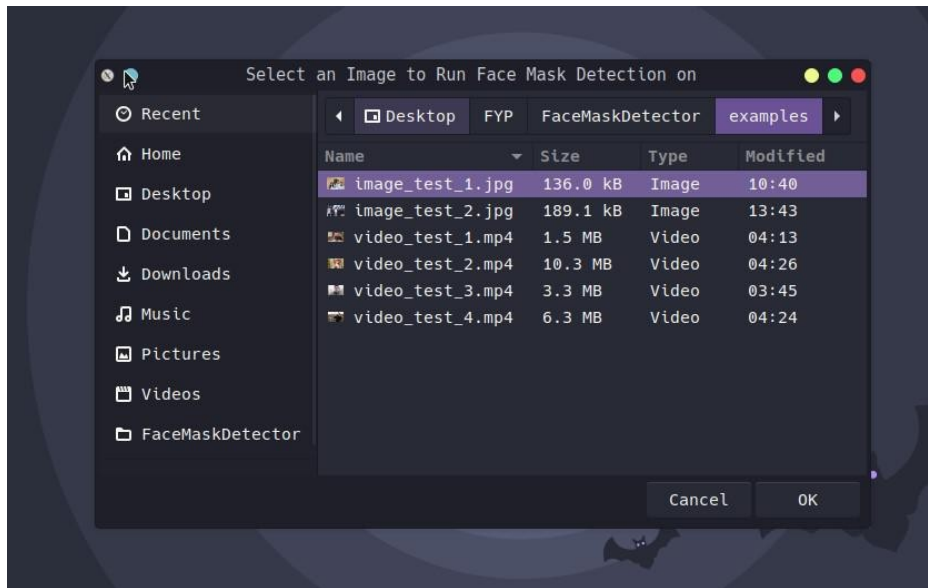 Select an Image to Run Face Mask Detection on
Recent
Home
Desktop
Documents
Downloads
Music
Pictures
Videos
FaceMaskDetector
Desktop FYP FaceMaskDetector examples
Name Size Type Modified
image_test_1.jpg 136.0 kB Image 10:40
image_test_2.jpg 189.1 kB Image 13:43
video_test_1.mp4 1.5 MB Video 04:13
video_test_2.mp4 10.3 MB Video 04:26
video_test_3.mp4 3.3 MB Video 03:45
video_test_4.mp4 6.3 MB Video 04:24
Cancel OK